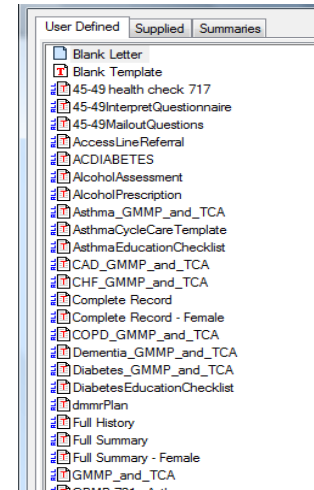 User Defined Supplied Summaries
Blank Letter
Blank Template
45-49 health check 717
45-49InterpretQuestionnaire
45-49MailoutQuestions
AccessLineReferral
ACDIABETES
AlcoholAssessment
AlcoholPrescription
Asthma_GMMP_and_TCA
AsthmaCycleCareTemplate
AsthmaEducationChecklist
CAD_GMMP_and_TCA
CHF_GMMP_and_TCA
Complete Record
Complete Record - Female
COPD_GMMP_and_TCA
Dementia_GMMP_and_TCA
Diabetes_GMMP_and_TCA
DiabetesEducationChecklist
dmmrPlan
Full History
Full Summary
Full Summary - Female
GMMP_and_TCA